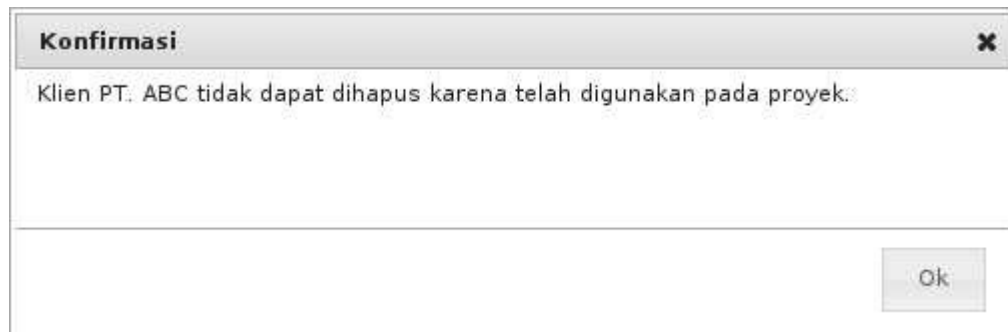 Konfirmasi
Klien PT. ABC tidak dapat dihapus karena telah digunakan pada proyek.
Ok